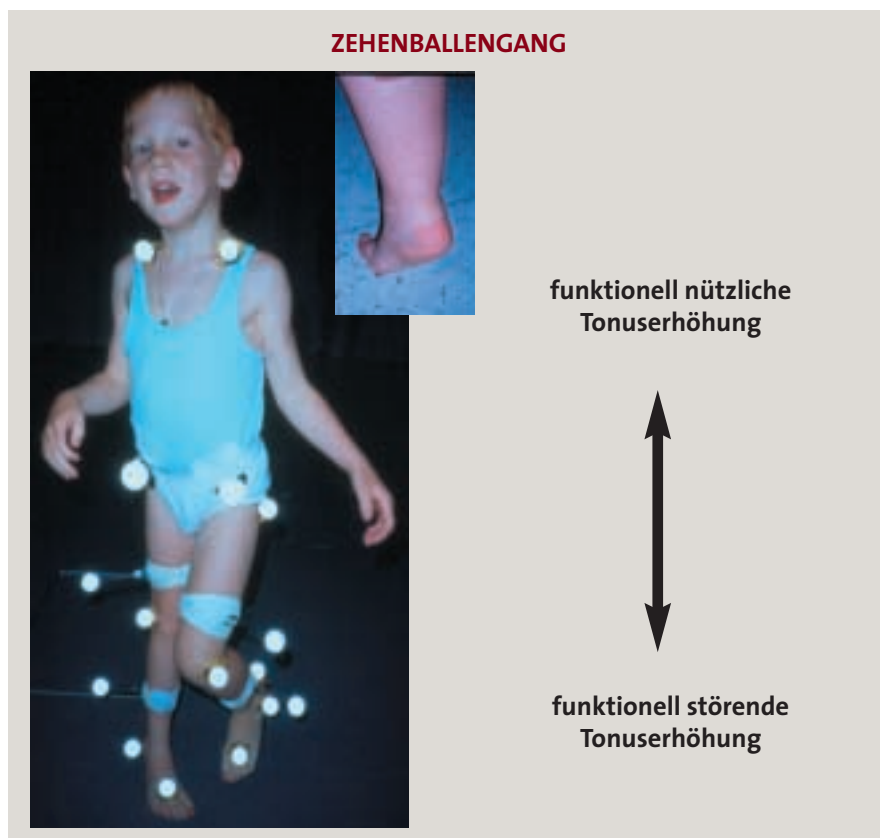 ZEHENBALLENGANG
funktionell nützliche
Tonuserhöhung
funktionell störende
Tonuserhöhung